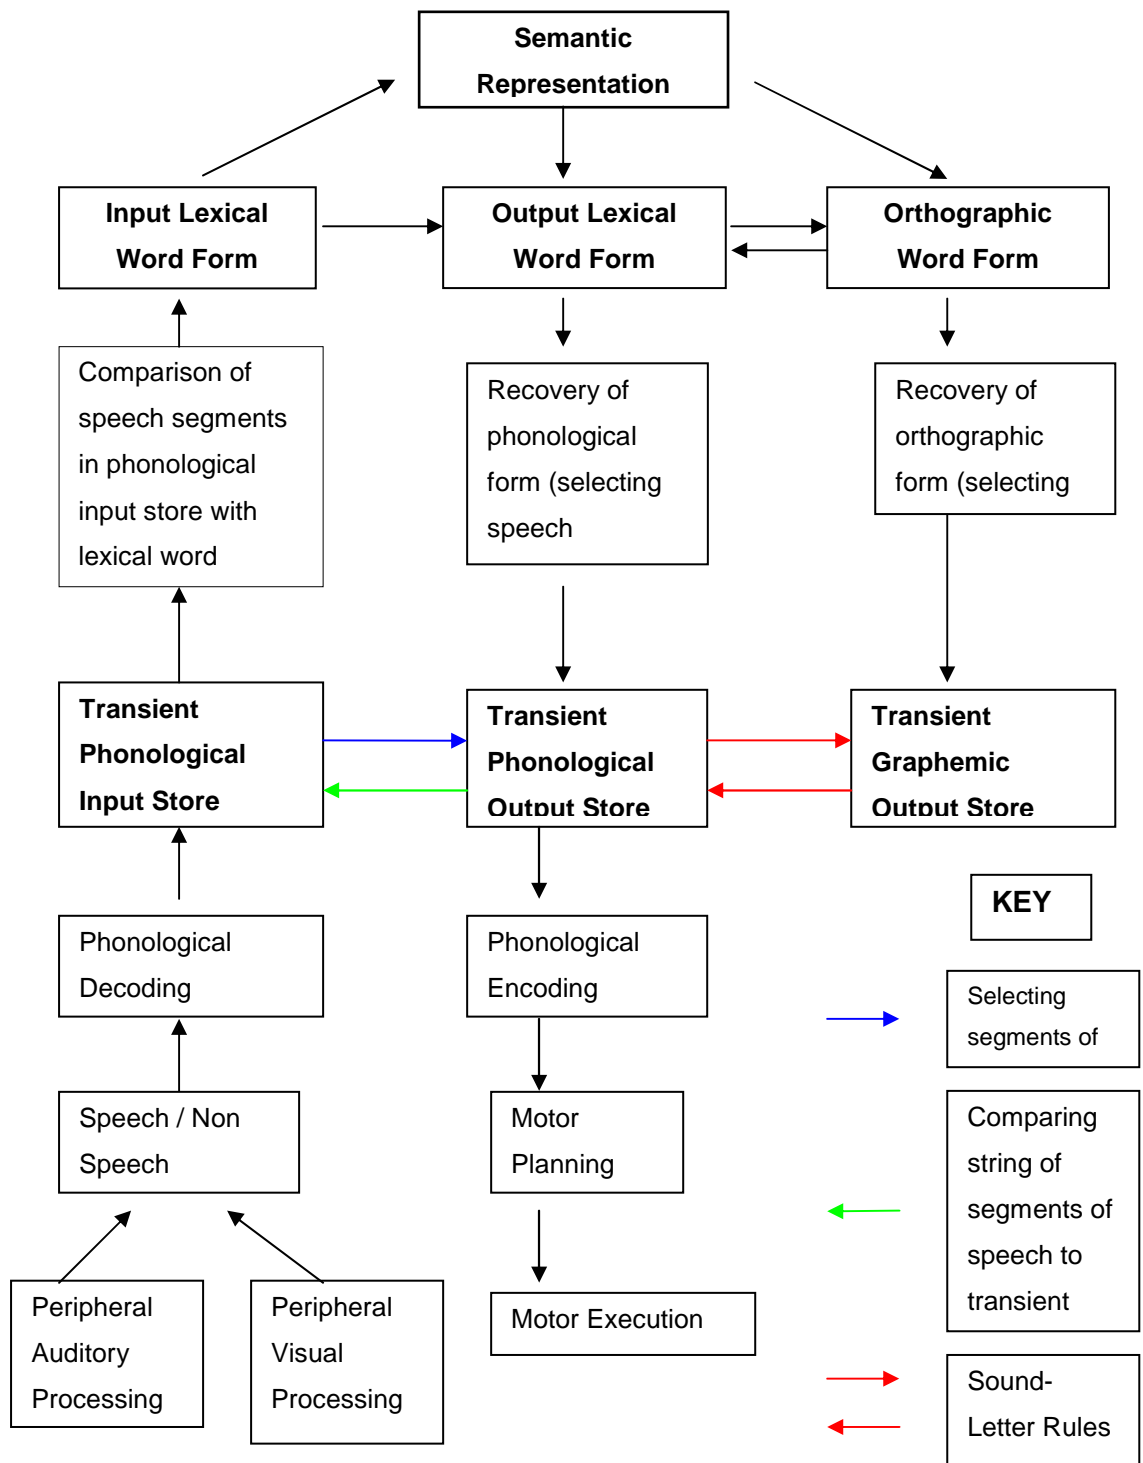 Semantic
Representation
Input Lexical
Word Form
Output Lexical
Word Form
Orthographic
Word Form
Comparison of
speech segments
in phonological
input store with
lexical word
Recovery of
phonological
form (selecting
speech
Recovery of
orthographic
form (selecting
Transient
Phonological
Input Store
Transient
Phonological
Output Store
Transient
Graphemic
Output Store
Phonological
Decoding
Phonological
Encoding
KEY
Selecting
segments of
Speech / Non
Speech
Motor
Planning
Comparing
string of
segments of
speech to
transient
Peripheral
Auditory
Processing
Peripheral
Visual
Processing
Motor Execution
Sound-
Letter Rules